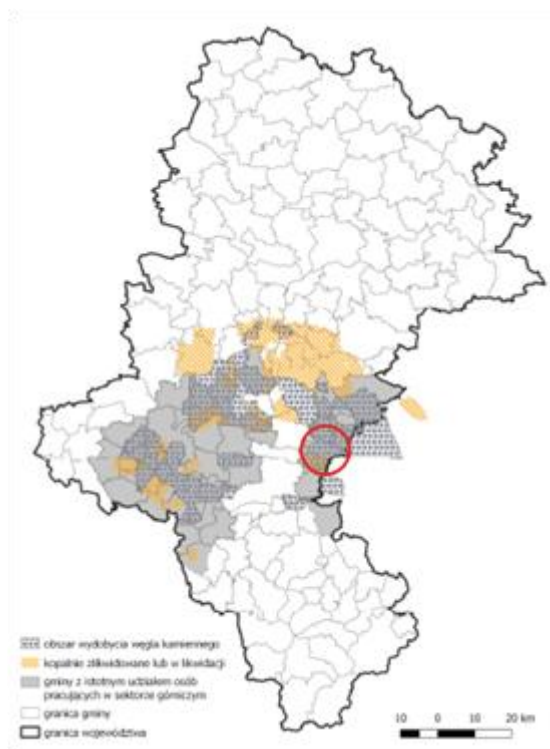 obszar wydobycia węgla kamiennego
kopalnie zlikwidowane lub w likwidacji
gminy z istotnym udziałem osób
pracujących w sektorze górniczym
granica gminy
granica województwa
10 0 10 20 km